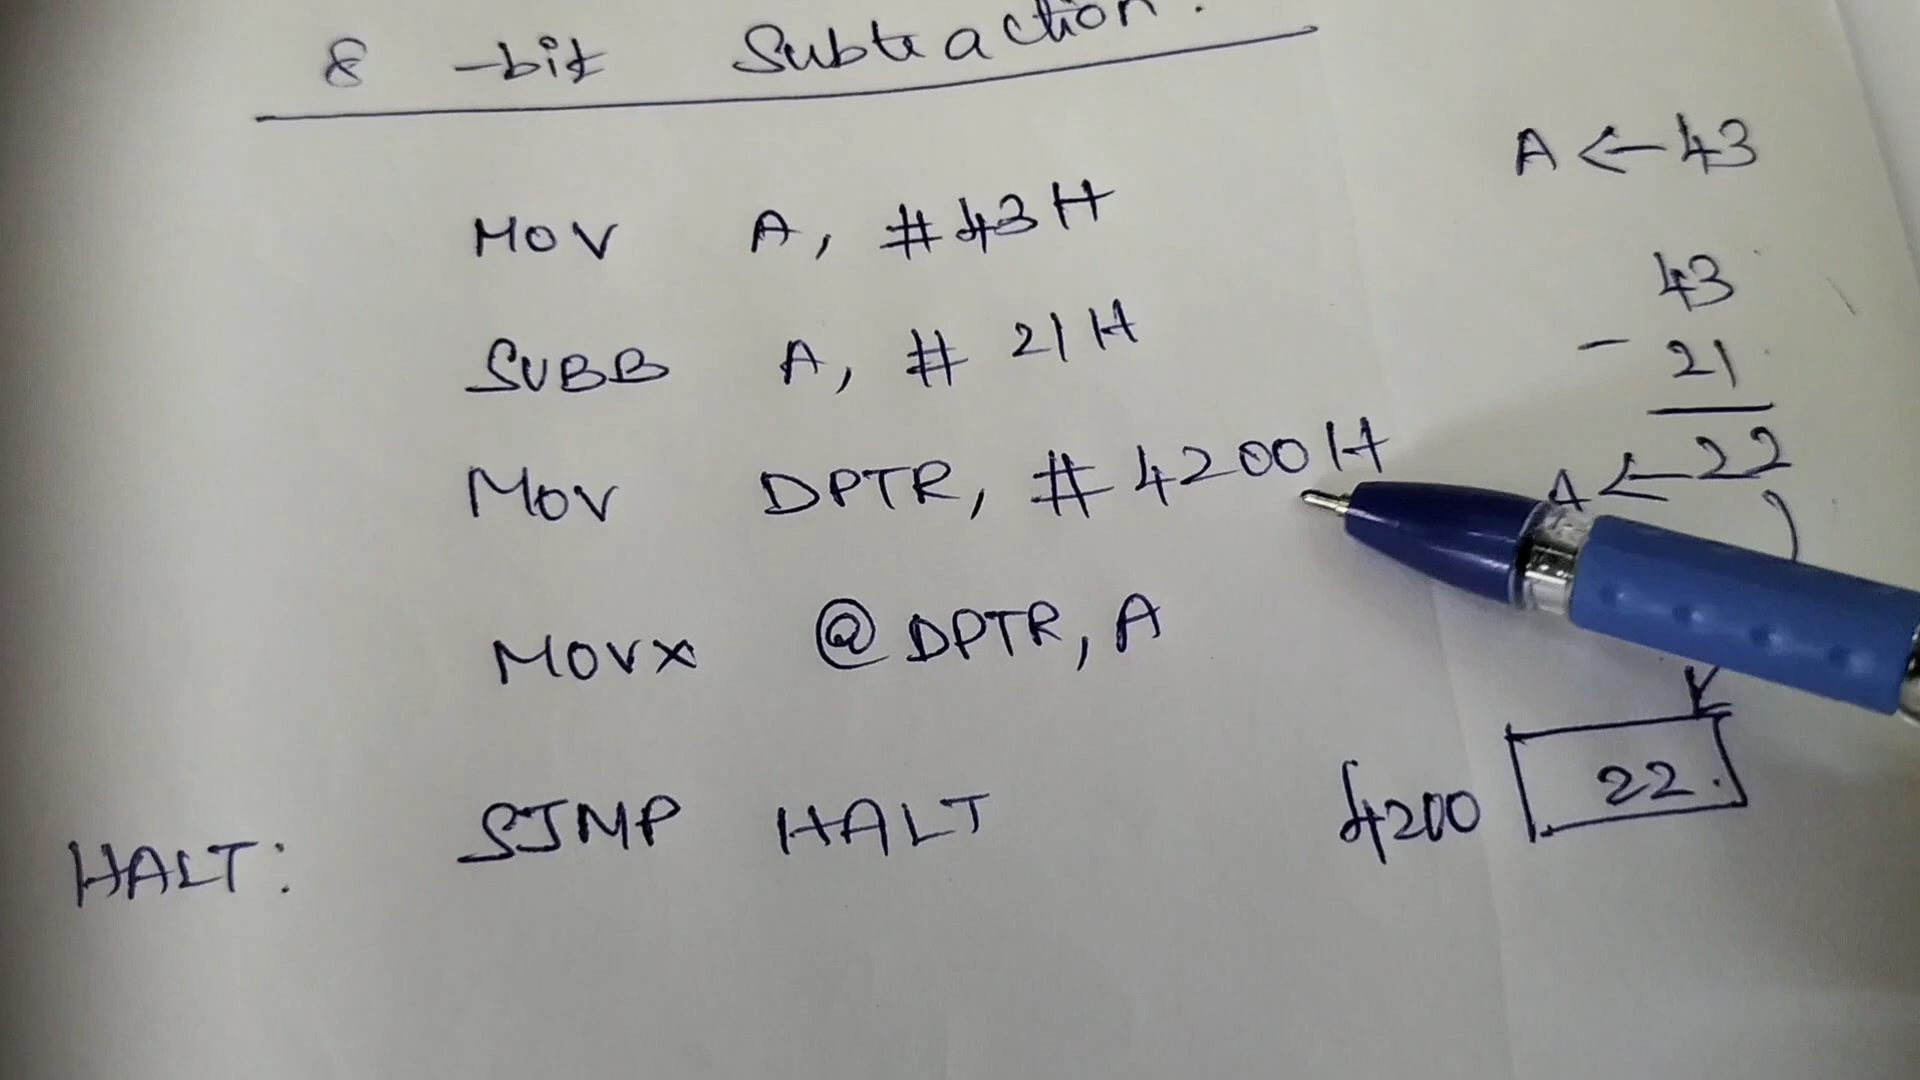 8 -bit Subtraction.
MOV A, #43H
SUBB A, # 21H
MOV DPTR, #4200H
MOVX @DPTR, A
HALT: SJMP HALT
A ← 43
43
- 21
A ← 22
4200 22.